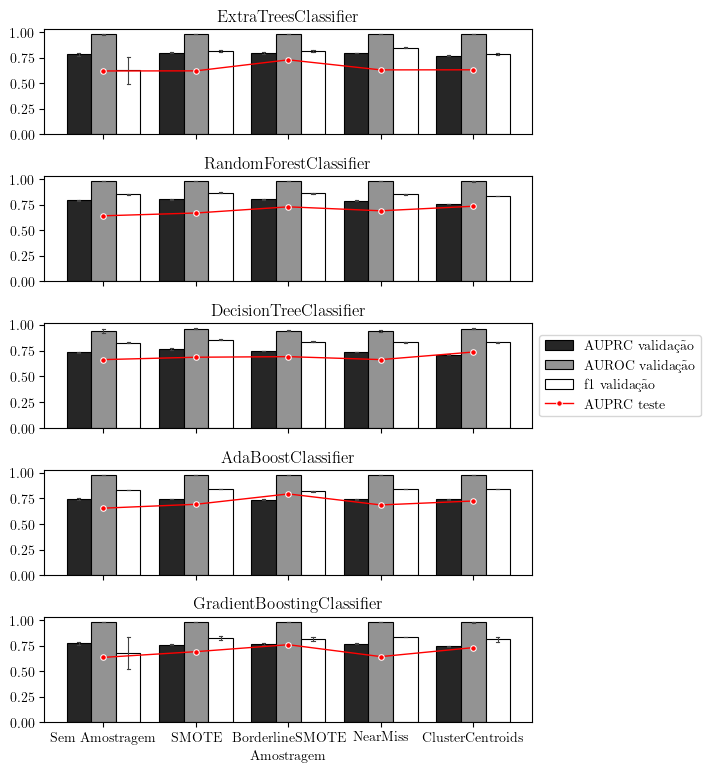 ExtraTreesClassifier
1.00
0.75
0.50
0.25
0.00
RandomForestClassifier
1.00
0.75
0.50
0.25
0.00
DecisionTreeClassifier
1.00
0.75
0.50
0.25
0.00
AUPRC validação
AUROC validação
f1 validação
AUPRC teste
AdaBoostClassifier
1.00
0.75
0.50
0.25
0.00
GradientBoostingClassifier
1.00
0.75
0.50
0.25
0.00
Sem Amostragem SMOTE BorderlineSMOTE NearMiss ClusterCentroids
Amostragem